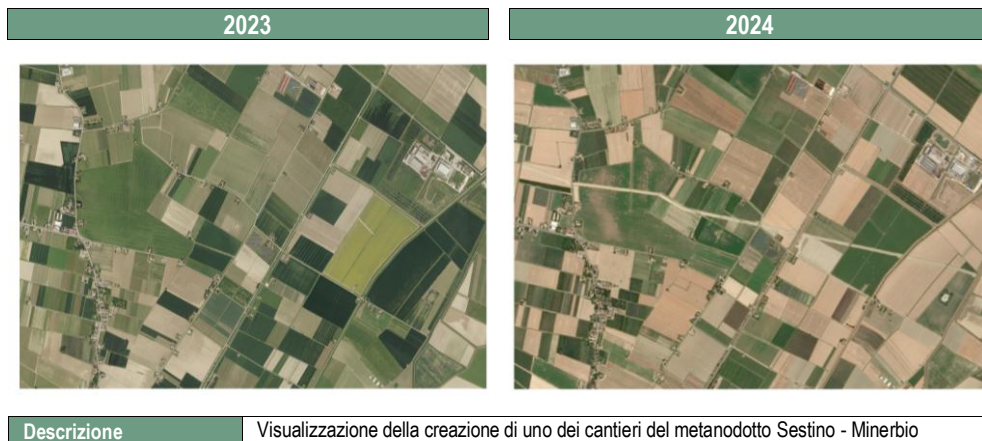 2023
2024
Descrizione
Visualizzazione della creazione di uno dei cantieri del metanodotto Sestino - Minerbio